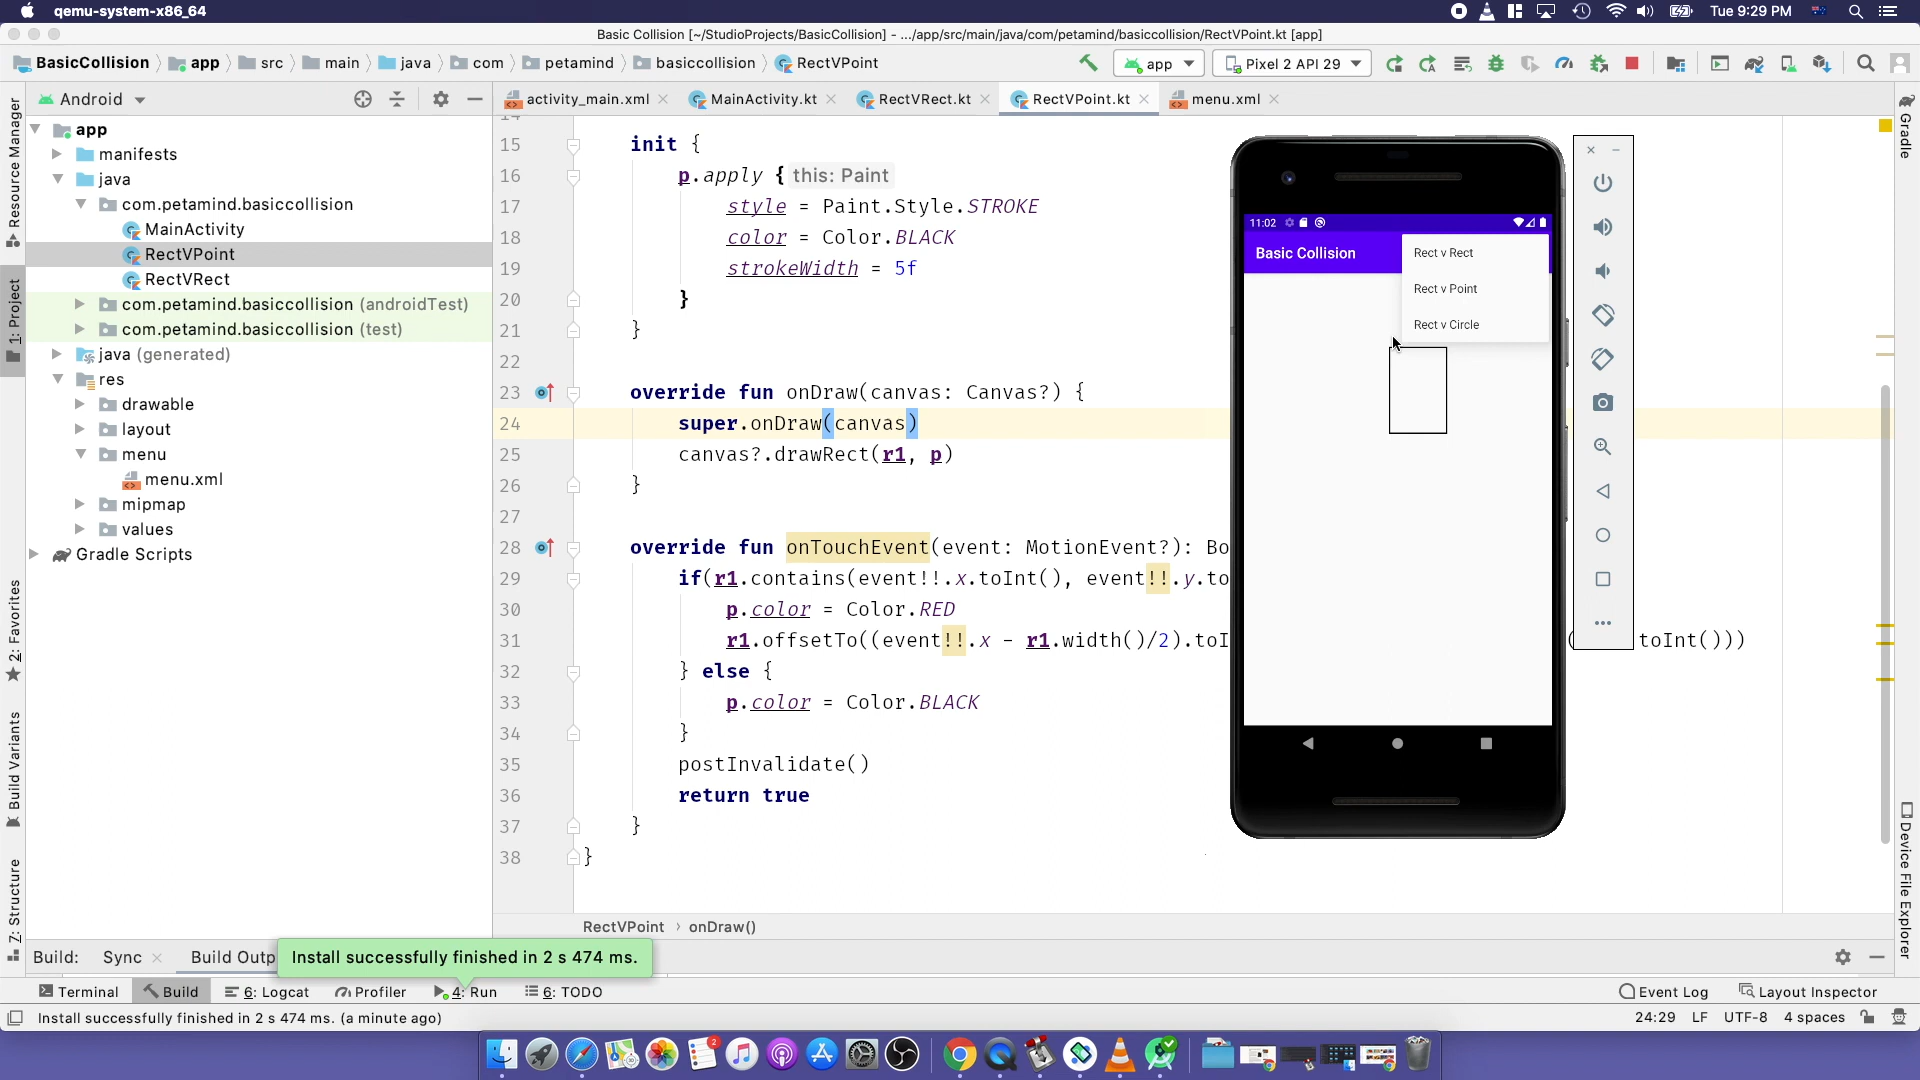 qemu-system-x86_64
Tue 9:29 PM
Basic Collision [~/StudioProjects/BasicCollision] - .../app/src/main/java/com/petamind/basiccollision/RectVPoint.kt [app]
BasicCollision app src main java com petamind basiccollision RectVPoint
app
Pixel 2 API 29
Android
activity_main.xml
MainActivity.kt
RectVRect.kt
RectVPoint.kt
menu.xml
Resource Manager
1: Project
2: Favorites
Build Variants
Z: Structure
app
manifests
java
com.petamind.basiccollision
MainActivity
RectVPoint
RectVRect
com.petamind.basiccollision (androidTest)
com.petamind.basiccollision (test)
java (generated)
res
drawable
layout
menu
menu.xml
mipmap
values
Gradle Scripts
15 init {
16 p.apply { this: Paint
17 style = Paint.Style.STROKE
18 color = Color.BLACK
19 strokeWidth = 5f
20 }
21 }
22
23 override fun onDraw(canvas: Canvas?) {
24 super.onDraw(canvas)
25 canvas?.drawRect(r1, p)
26 }
27
28 override fun onTouchEvent(event: MotionEvent?): Bo
29 if(r1.contains(event!!.x.toInt(), event!!.y.to
30 p.color = Color.RED
31 r1.offsetTo((event!!.x - r1.width()/2).toI ( toInt()))
32 } else {
33 p.color = Color.BLACK
34 }
35 postInvalidate()
36 return true
37 }
38 }
11:02
Basic Collision
Rect v Rect
Rect v Point
Rect v Circle
Gradle
Device File Explorer
RectVPoint › onDraw()
Build: Sync Build Outp
Install successfully finished in 2 s 474 ms.
Terminal
Build
6: Logcat
Profiler
4: Run
6: TODO
Event Log
Layout Inspector
Install successfully finished in 2 s 474 ms. (a minute ago)
24:29 LF UTF-8 4 spaces
2